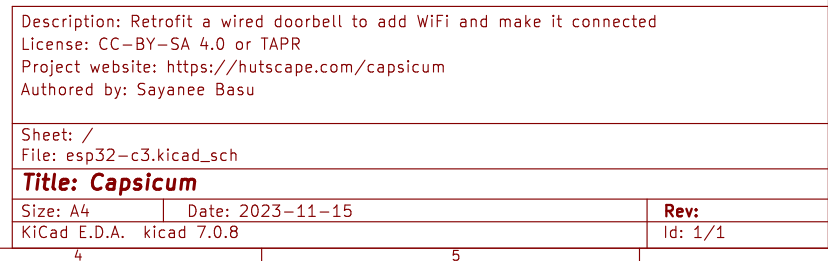 Description: Retrofit a wired doorbell to add WiFi and make it connected
License: CC-BY-SA 4.0 or TAPR
Project website: https://hutscape.com/capsicum
Authored by: Sayanee Basu
Sheet: /
File: esp32-c3.kicad_sch
Title: Capsicum
Size: A4 Date: 2023-11-15 Rev:
KiCad E.D.A. kicad 7.0.8 Id: 1/1
4 5